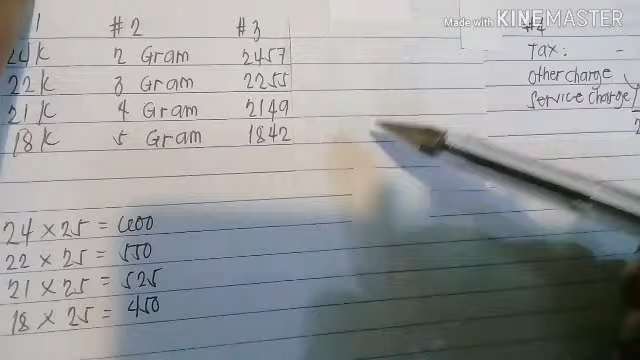 Made with KINEMASTER
1 #2 #3 #4
24K 2 Gram 2457 Tax: -
22K 3 Gram 2255 Other charge
21K 4 Gram 2149 Service Charge
18K 5 Gram 1842
24 × 25 = 600
22 × 25 = 550
21 × 25 = 525
18 × 25 = 450